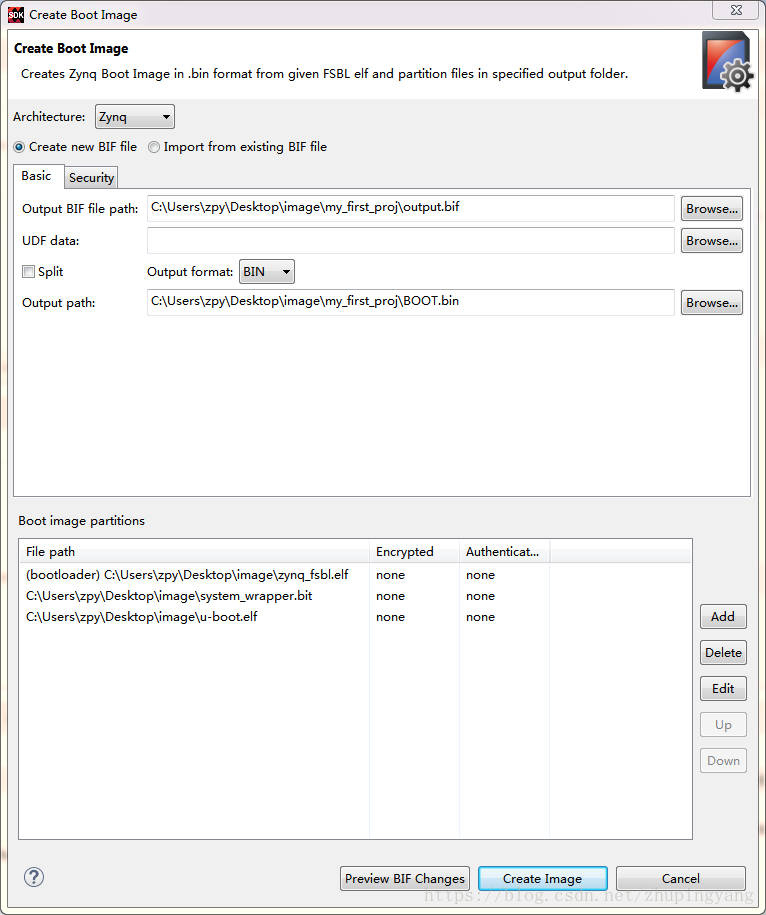 SDK Create Boot Image
Create Boot Image
Creates Zynq Boot Image in .bin format from given FSBL elf and partition files in specified output folder.
Architecture: Zynq
Create new BIF file Import from existing BIF file
Basic Security
Output BIF file path: C:\Users\zpy\Desktop\image\my_first_proj\output.bif Browse...
UDF data: Browse...
Split Output format: BIN
Output path: C:\Users\zpy\Desktop\image\my_first_proj\BOOT.bin Browse...
Boot image partitions
File path Encrypted Authenticat...
(bootloader) C:\Users\zpy\Desktop\image\zynq_fsbl.elf none none
C:\Users\zpy\Desktop\image\system_wrapper.bit none none
C:\Users\zpy\Desktop\image\u-boot.elf none none
Add
Delete
Edit
Up
Down
? Preview BIF Changes Create Image Cancel
https://blog.csdn.net/zhupingyang